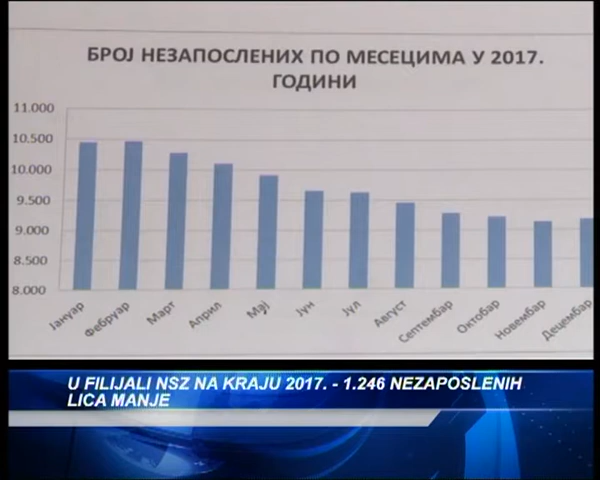 БРОЈ НЕЗАПОСЛЕНИХ ПО МЕСЕЦИМА У 2017.
ГОДИНИ
11.000
10.500
10.000
9.500
9.000
8.500
8.000
Јануар
Фебруар
Март
Април
Мај
Јун
Јул
Август
Септембар
Октобар
Новембар
Децембар
U FILIJALI NSZ NA KRAJU 2017. - 1.246 NEZAPOSLENIH
LICA MANJE